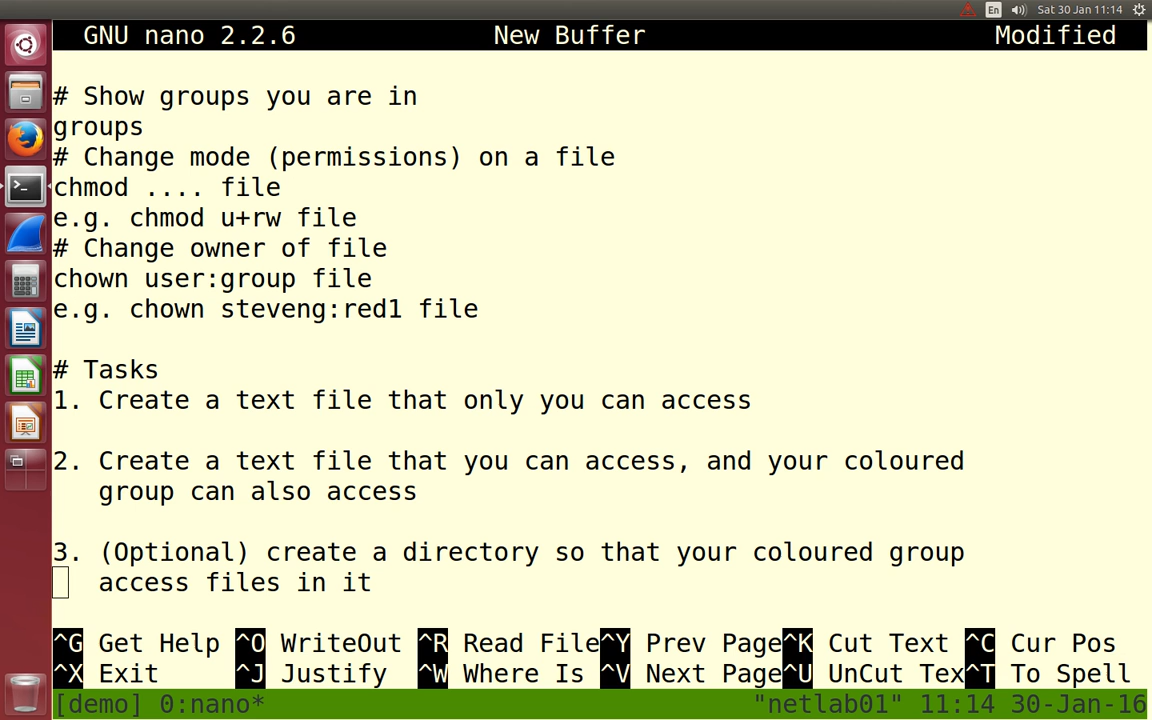 En
Sat 30 Jan 11:14
GNU nano 2.2.6 New Buffer Modified
# Show groups you are in
groups
# Change mode (permissions) on a file
chmod .... file
e.g. chmod u+rw file
# Change owner of file
chown user:group file
e.g. chown steveng:red1 file
# Tasks
1. Create a text file that only you can access
2. Create a text file that you can access, and your coloured
group can also access
3. (Optional) create a directory so that your coloured group
access files in it
^G Get Help ^O WriteOut ^R Read File^Y Prev Page^K Cut Text ^C Cur Pos
^X Exit ^J Justify ^W Where Is ^V Next Page^U UnCut Tex^T To Spell
[demo] 0:nano* "netlab01" 11:14 30-Jan-16